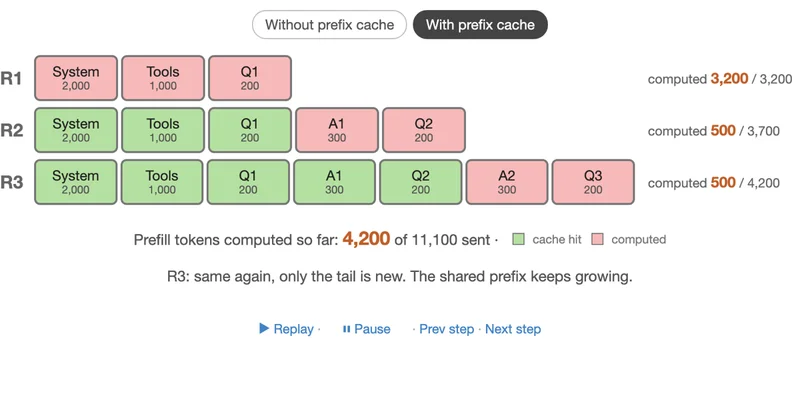 Without prefix cache
With prefix cache
R1
System
2,000
Tools
1,000
Q1
200
computed 3,200 / 3,200
R2
System
2,000
Tools
1,000
Q1
200
A1
300
Q2
200
computed 500 / 3,700
R3
System
2,000
Tools
1,000
Q1
200
A1
300
Q2
200
A2
300
Q3
200
computed 500 / 4,200
Prefill tokens computed so far: 4,200 of 11,100 sent · cache hit computed
R3: same again, only the tail is new. The shared prefix keeps growing.
Replay · Pause · Prev step · Next step